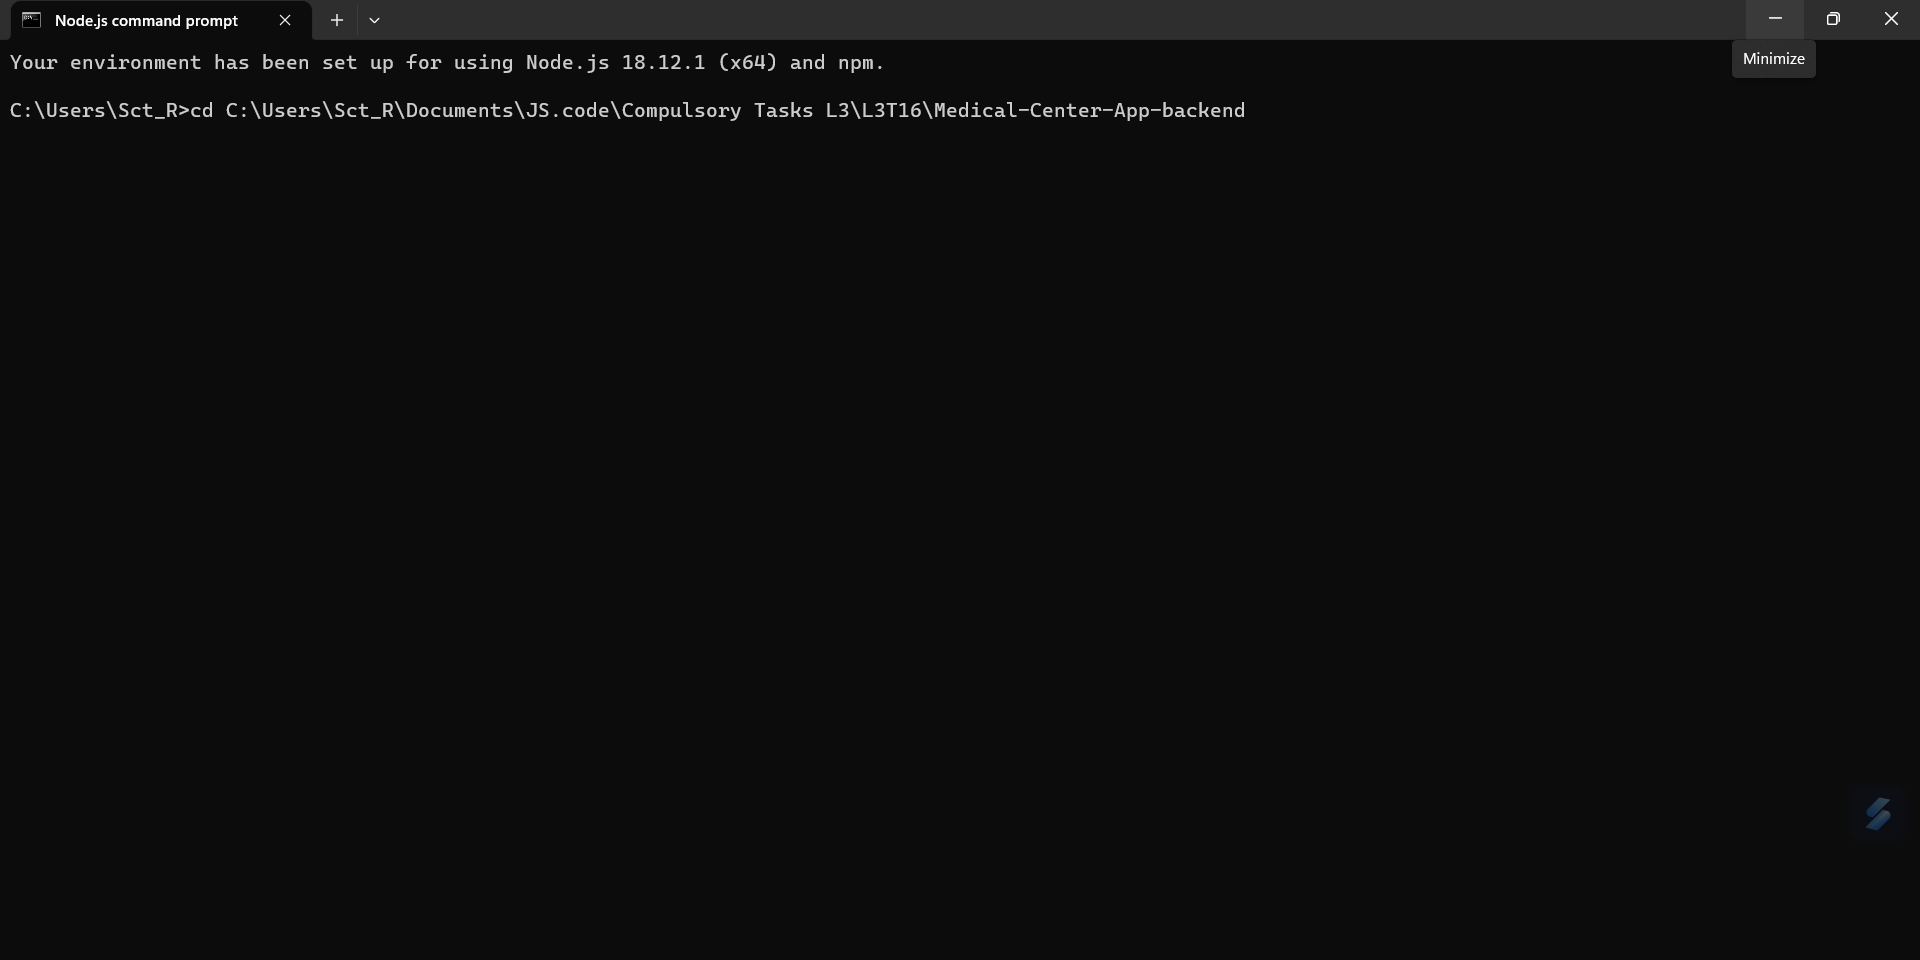 Node.js command prompt
Minimize
Your environment has been set up for using Node.js 18.12.1 (x64) and npm.
C:\Users\Sct_R>cd C:\Users\Sct_R\Documents\JS.code\Compulsory Tasks L3\L3T16\Medical-Center-App-backend